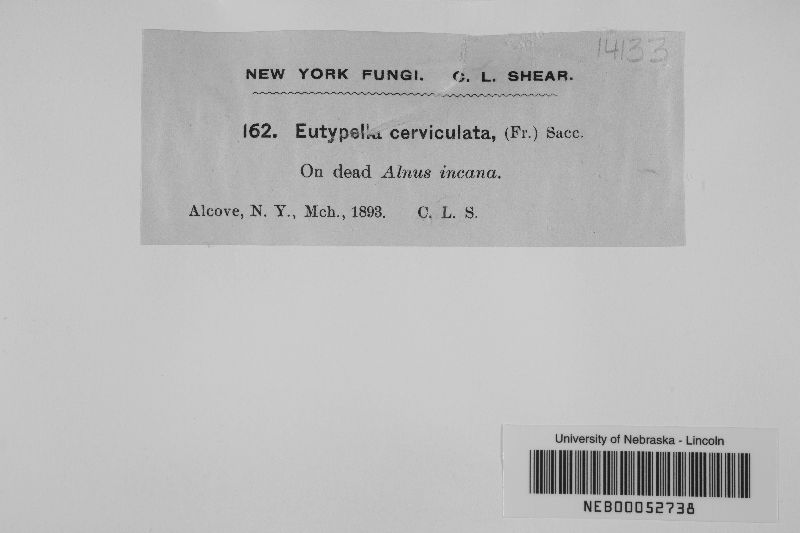 14133
NEW YORK FUNGI. C. L. SHEAR.
162. Eutypella cerviculata, (Fr.) Sacc.
On dead Alnus incana.
Alcove, N. Y., Mch., 1893. C. L. S.
University of Nebraska - Lincoln
NEB00052738